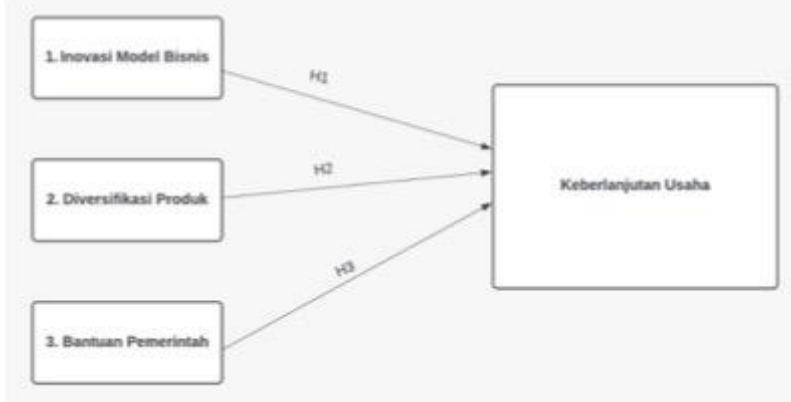 1. Inovasi Model Bisnis
H1
2. Diversifikasi Produk
H2
3. Bantuan Pemerintah
H3
Keberlanjutan Usaha